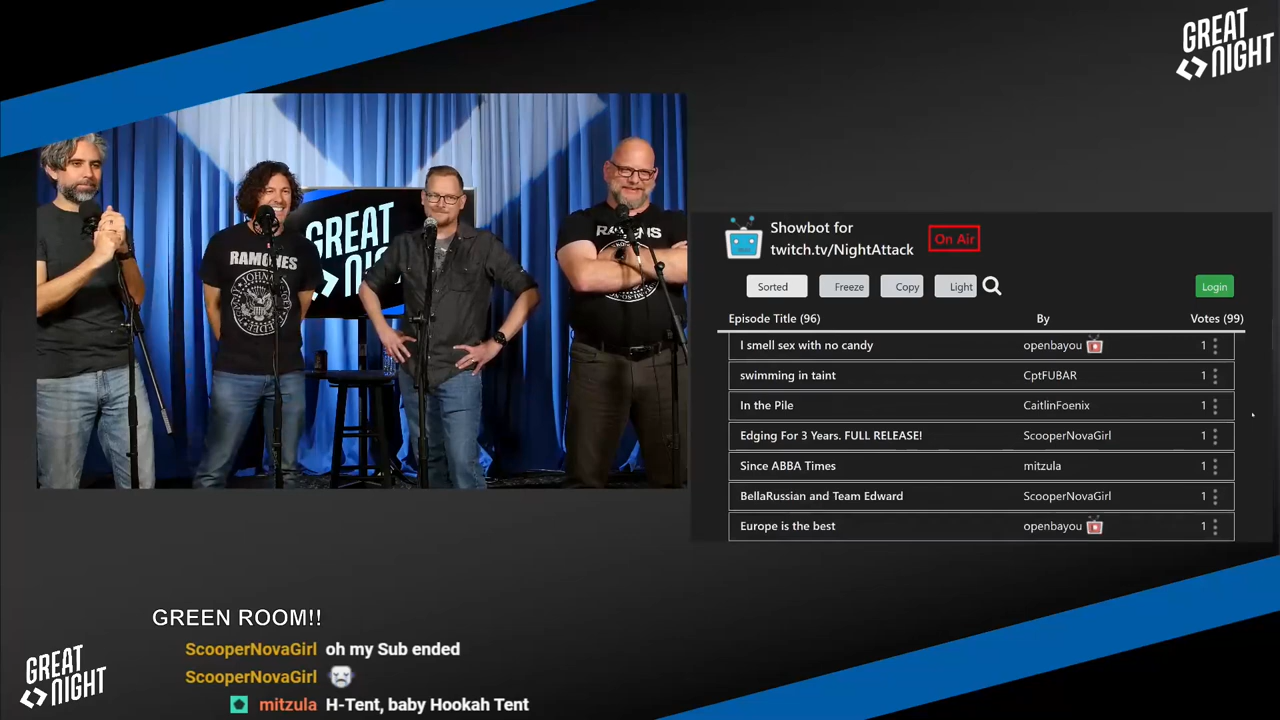 GREAT
NIGHT
GREAT
NIGHT
RAMONES
JOHNNY
Showbot for
twitch.tv/NightAttack
On Air
Sorted
Freeze
Copy
Light
Login
Episode Title (96)
By
Votes (99)
I smell sex with no candy openbayou 1
swimming in taint CptFUBAR 1
In the Pile CaitlinFoenix 1
Edging For 3 Years. FULL RELEASE! ScooperNovaGirl 1
Since ABBA Times mitzula 1
BellaRussian and Team Edward ScooperNovaGirl 1
Europe is the best openbayou 1
GREEN ROOM!!
ScooperNovaGirl oh my Sub ended
ScooperNovaGirl
mitzula H-Tent, baby Hookah Tent
GREAT
NIGHT